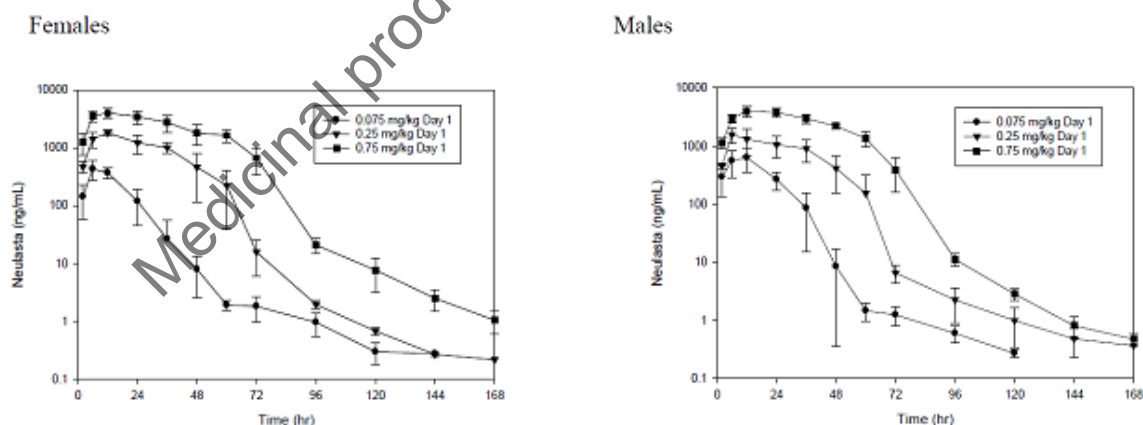 Medicinal prod
Females
10000
1000
100
10
1
0.1
Neulasta (ng/mL)
0.075 mg/kg Day 1
0.25 mg/kg Day 1
0.75 mg/kg Day 1
0 24 48 72 96 120 144 168
Time (hr)
Males
10000
1000
100
10
1
0.1
Neulasta (ng/mL)
0.075 mg/kg Day 1
0.25 mg/kg Day 1
0.75 mg/kg Day 1
0 24 48 72 96 120 144 168
Time (hr)